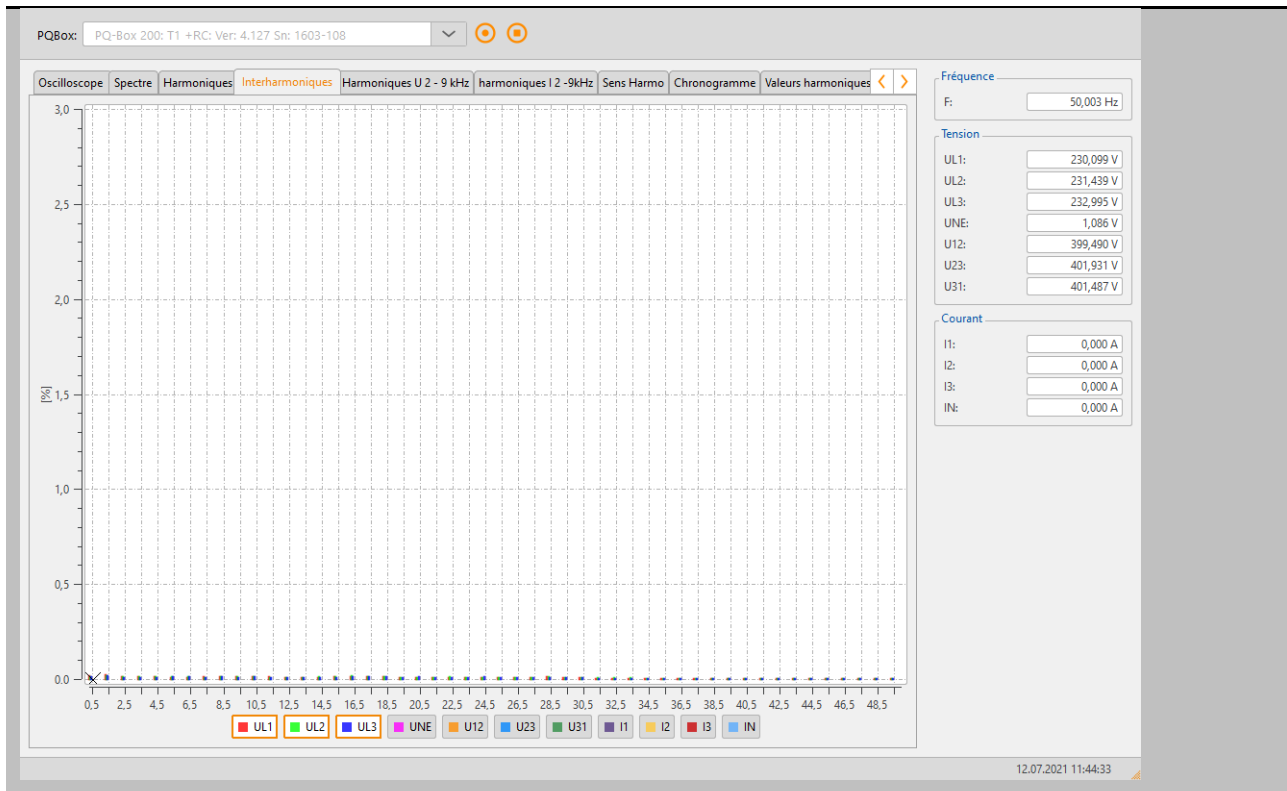 PQBox: PQ-Box 200: T1 +RC: Ver: 4.127 Sn: 1603-108
Oscilloscope Spectre Harmoniques Interharmoniques Harmoniques U 2 - 9 kHz harmoniques I 2 -9kHz Sens Harmo Chronogramme Valeurs harmoniques
3,0
2,5
2,0
[%]
1,5
1,0
0,5
0.0
0,5 2,5 4,5 6,5 8,5 10,5 12,5 14,5 16,5 18,5 20,5 22,5 24,5 26,5 28,5 30,5 32,5 34,5 36,5 38,5 40,5 42,5 44,5 46,5 48,5
UL1 UL2 UL3 UNE U12 U23 U31 I1 I2 I3 IN
Fréquence
F: 50,003 Hz
Tension
UL1: 230,099 V
UL2: 231,439 V
UL3: 232,995 V
UNE: 1,086 V
U12: 399,490 V
U23: 401,931 V
U31: 401,487 V
Courant
I1: 0,000 A
I2: 0,000 A
I3: 0,000 A
IN: 0,000 A
12.07.2021 11:44:33